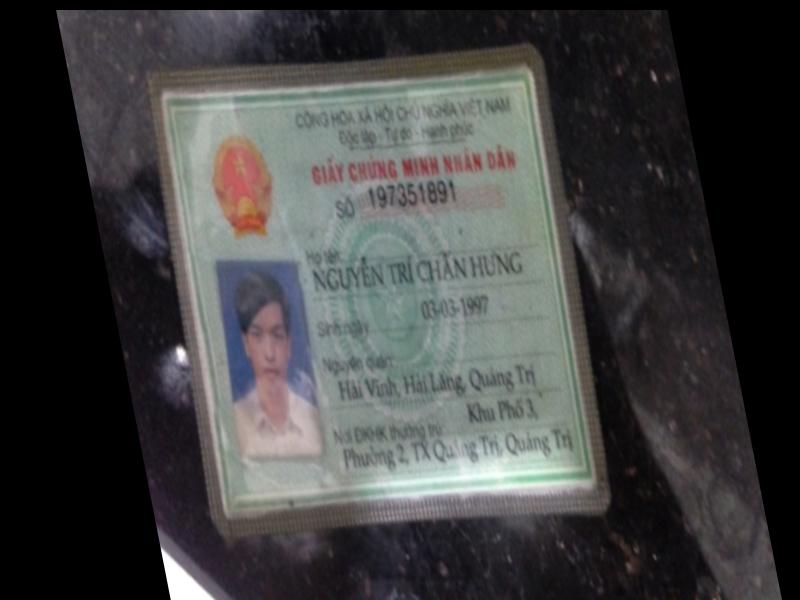 CỘNG HÒA XÃ HỘI CHỦ NGHĨA VIỆT NAM
Độc lập - Tự do - Hạnh phúc
GIẤY CHỨNG MINH NHÂN DÂN
SỐ 197351891
Họ tên:
NGUYỄN TRÍ CHẤN HƯNG
03-03-1997
Sinh ngày
Nguyên quán:
Hải Vĩnh, Hải Lăng, Quảng Trị
Khu Phố 3,
Nơi ĐKHK thường trú:
Phường 2, TX Quảng Trị, Quảng Trị